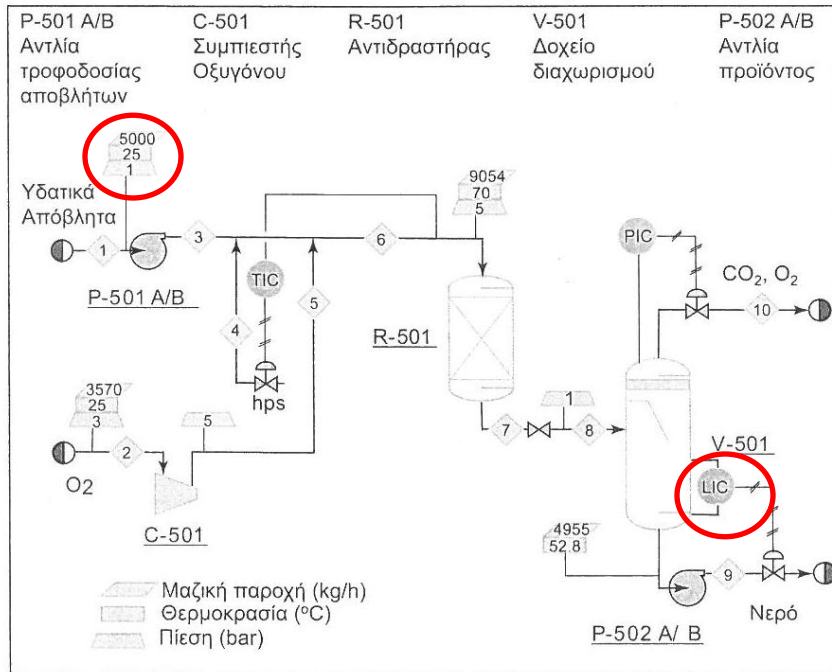 P-501 A/B
Αντλία
τροφοδοσίας
αποβλήτων
C-501
Συμπιεστής
Οξυγόνου
R-501
Αντιδραστήρας
V-501
Δοχείο
διαχωρισμού
P-502 A/B
Αντλία
προϊόντος
5000
25
1
Υδατικά
Απόβλητα
1
3
P-501 A/B
TIC
4
5
6
hps
9054
70
5
R-501
3570
25
3
O2
2
5
C-501
7
1
8
PIC
CO2, O2
10
V-501
LIC
4955
52.8
9
Νερό
P-502 A/ B
Μαζική παροχή (kg/h)
Θερμοκρασία (ºC)
Πίεση (bar)